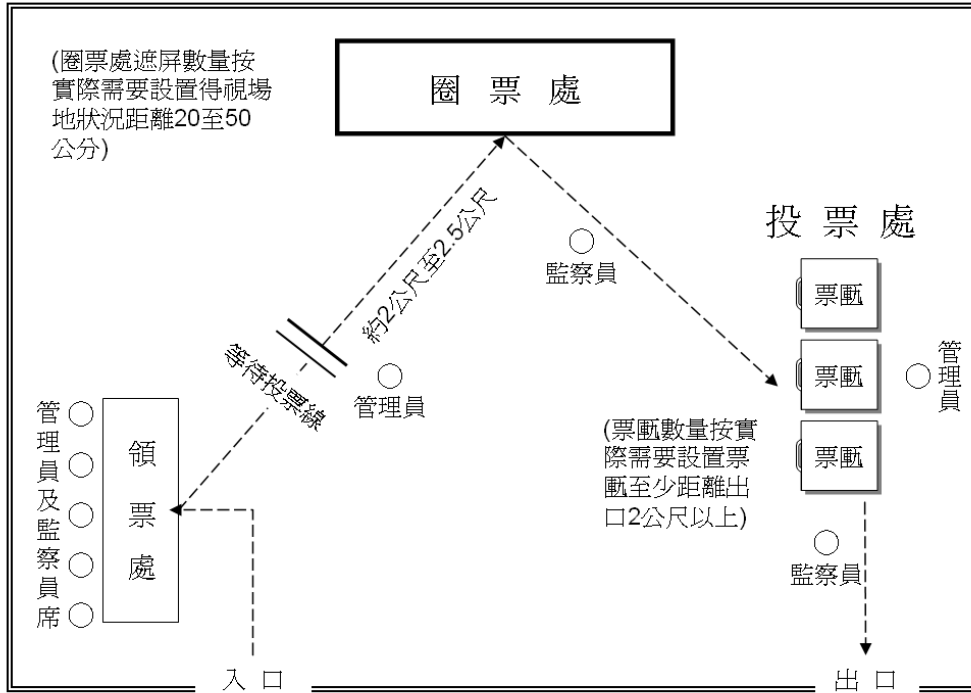 (圈票處遮屏數量按
實際需要設置得視場
地狀況距離20至50
公分)
圈票處
約2公尺至2.5公尺
等待投票線
監察員
管理員
投票處
票匭
票匭
票匭
管理員
(票匭數量按實
際需要設置票
匭至少距離出
口2公尺以上)
監察員
管理員及監察員席
領票處
入口
出口